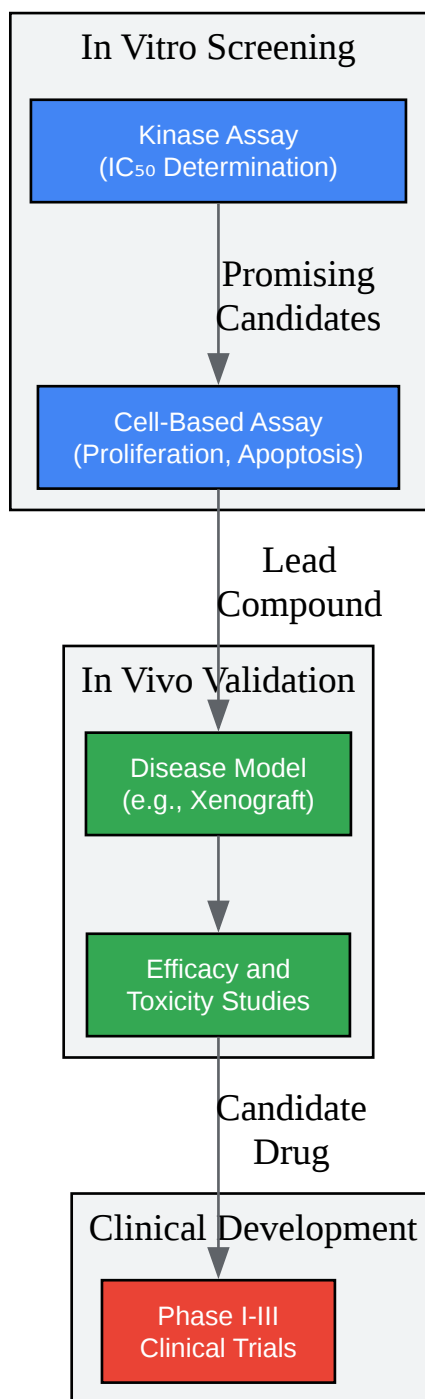 In Vitro Screening
Kinase Assay
(IC₅₀ Determination)
Promising
Candidates
Cell-Based Assay
(Proliferation, Apoptosis)
Lead
Compound
In Vivo Validation
Disease Model
(e.g., Xenograft)
Efficacy and
Toxicity Studies
Candidate
Drug
Clinical Development
Phase I-III
Clinical Trials